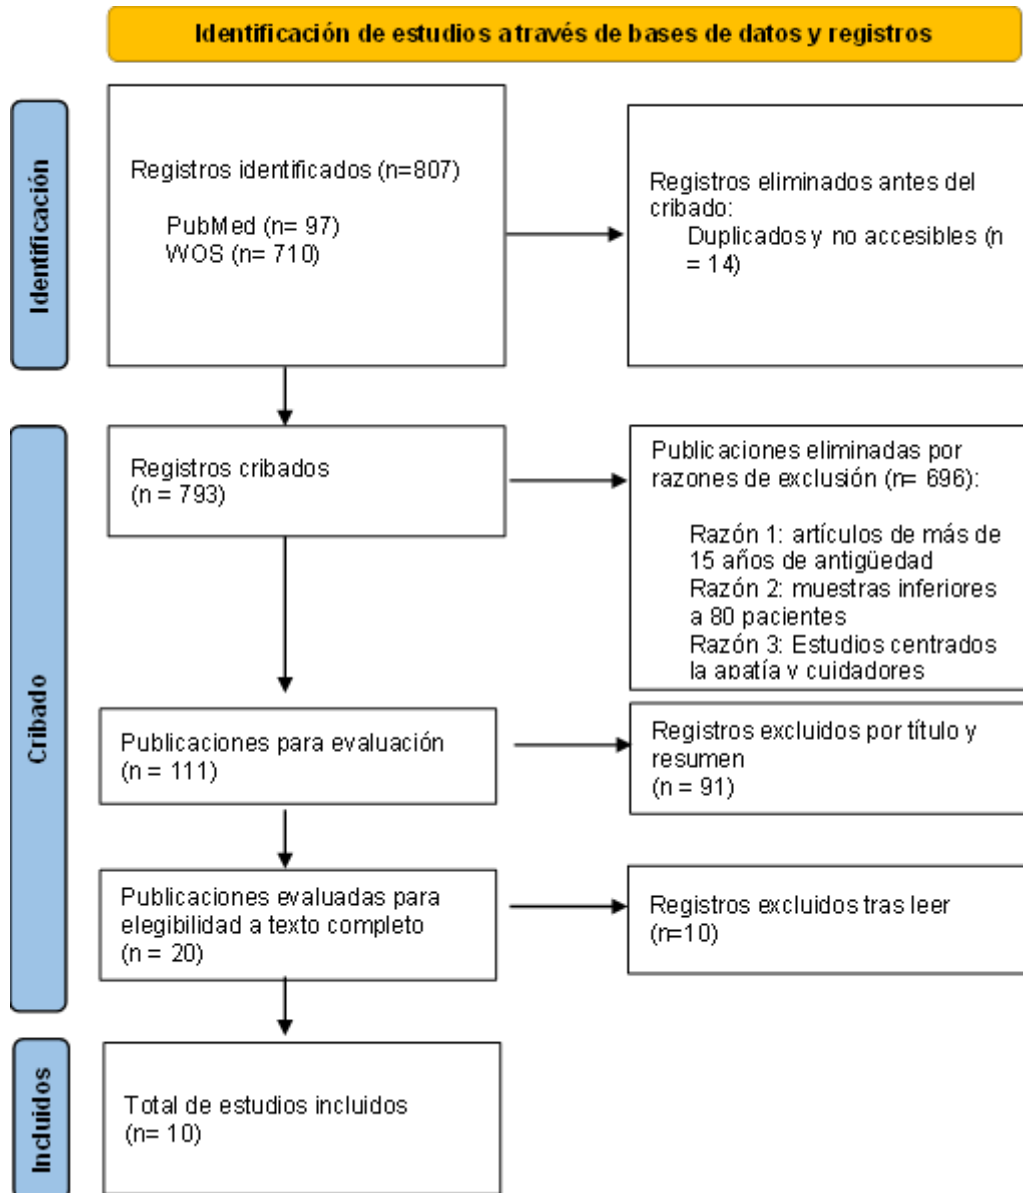 Identificación de estudios a través de bases de datos y registros
Identificación
Registros identificados (n=807)
PubMed (n= 97)
WOS (n= 710)
Registros eliminados antes del
cribado:
Duplicados y no accesibles (n
= 14)
Cribado
Registros cribados
(n = 793)
Publicaciones eliminadas por
razones de exclusión (n= 696):
Razón 1: artículos de más de
15 años de antigüedad
Razón 2: muestras inferiores
a 80 pacientes
Razón 3: Estudios centrados
la apatía y cuidadores
Publicaciones para evaluación
(n = 111)
Registros excluidos por título y
resumen
(n = 91)
Publicaciones evaluadas para
elegibilidad a texto completo
(n = 20)
Registros excluidos tras leer
(n=10)
Incluidos
Total de estudios incluidos
(n= 10)